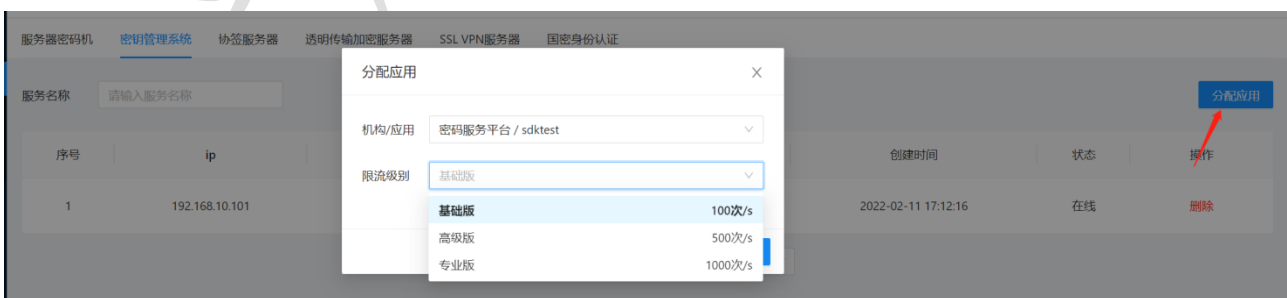 服务器密码机 密钥管理系统 协签服务器 透明传输加密服务器 SSL VPN服务器 国密身份认证
分配应用
服务名称 请输入服务名称 分配应用
机构/应用 密码服务平台 / sdktest
序号 ip 创建时间 状态 操作
限流级别 基础版
1 192.168.10.101 2022-02-11 17:12:16 在线 删除
基础版 100次/s
高级版 500次/s
专业版 1000次/s